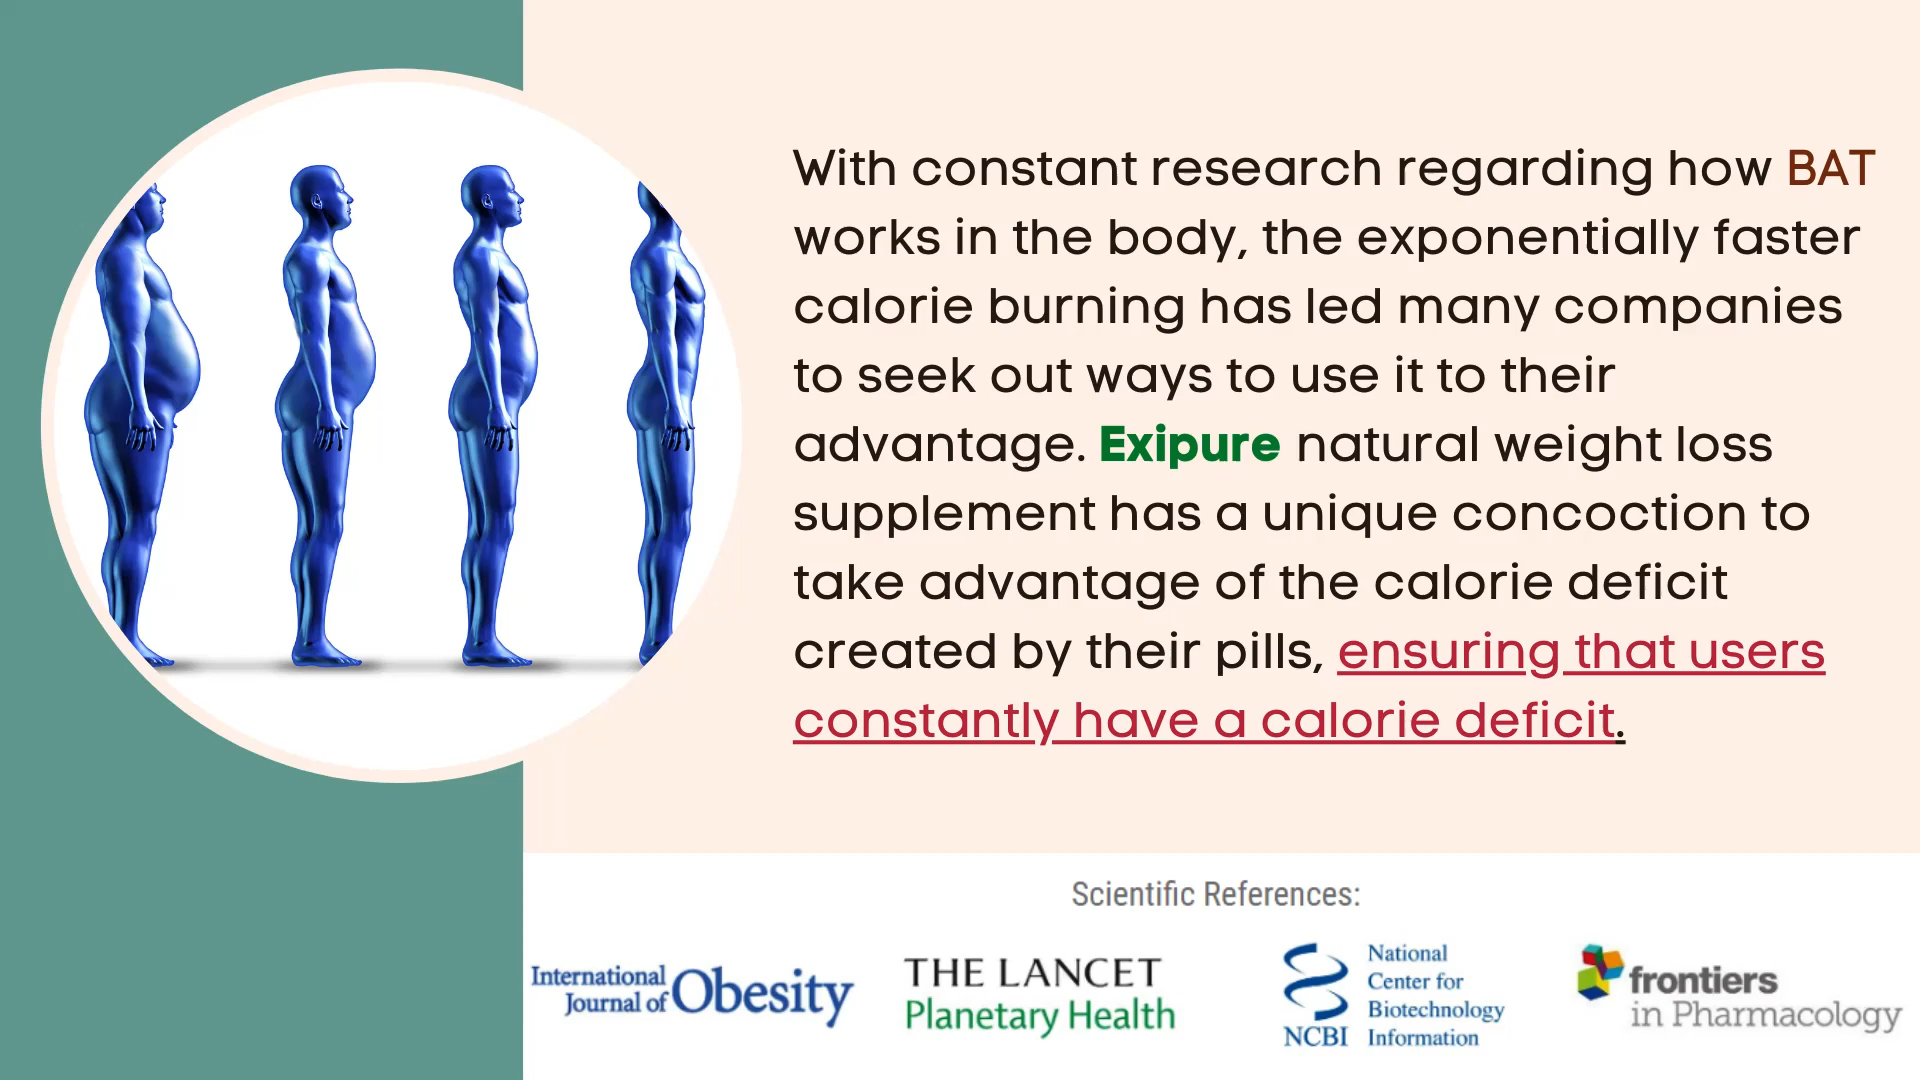 With constant research regarding how BAT
works in the body, the exponentially faster
calorie burning has led many companies
to seek out ways to use it to their
advantage. Exipure natural weight loss
supplement has a unique concoction to
take advantage of the calorie deficit
created by their pills, ensuring that users
constantly have a calorie deficit.
Scientific References:
International
Journal of Obesity
THE LANCET
Planetary Health
NCBI
National
Center for
Biotechnology
Information
frontiers
in Pharmacology